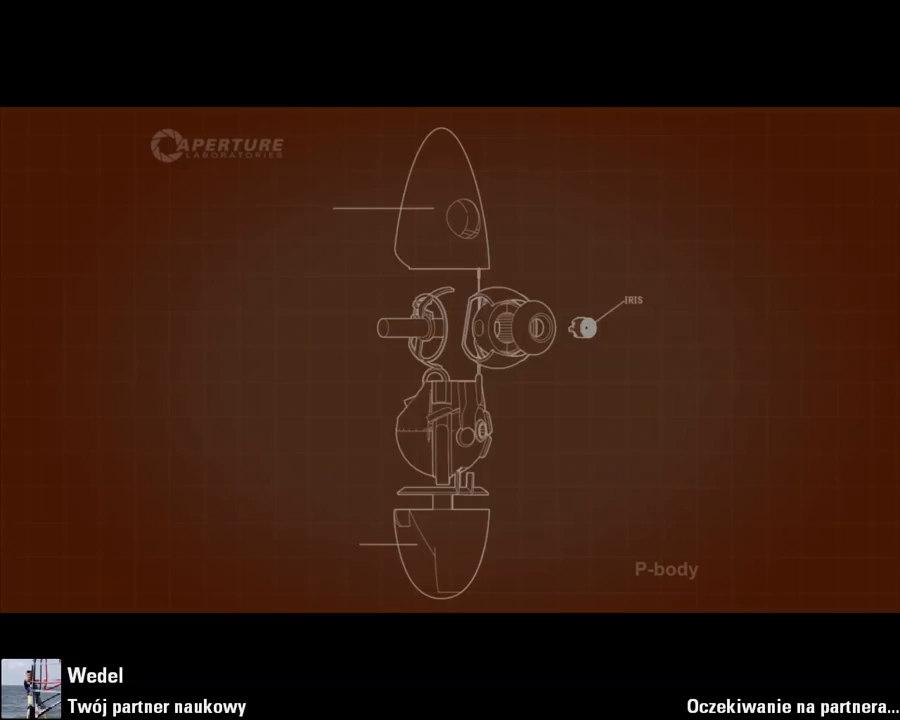 APERTURE
LABORATORIES
IRIS
P-body
Wedel
Twój partner naukowy
Oczekiwanie na partnera...